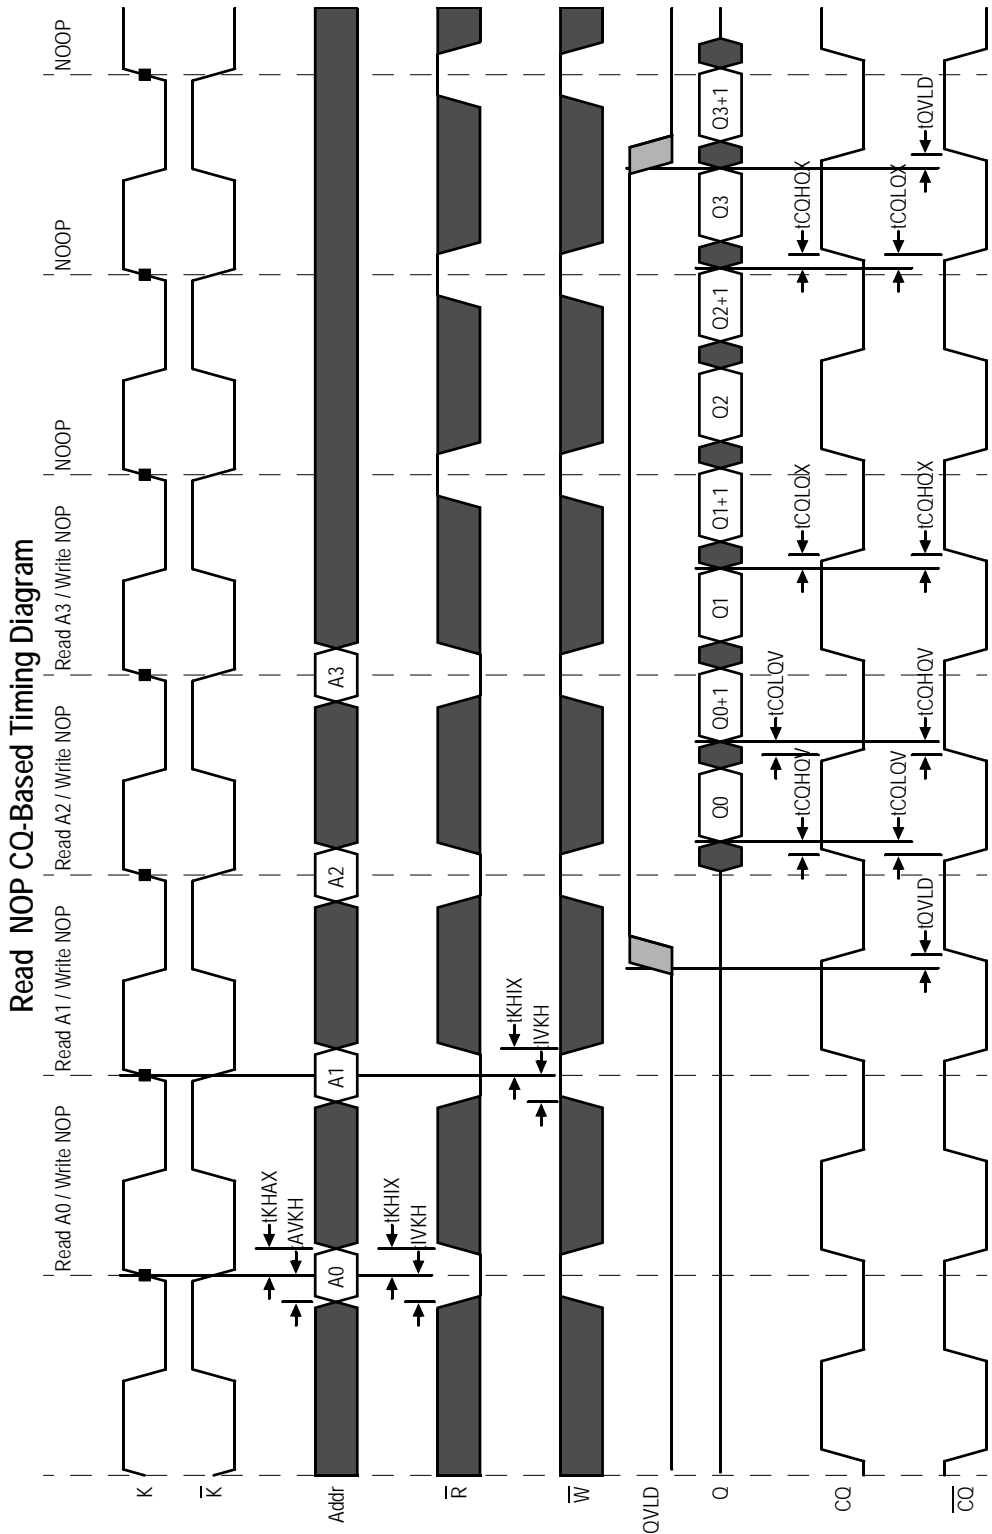 Read NOP CQ-Based Timing Diagram
Read A0 / Write NOP
Read A1 / Write NOP
Read A2 / Write NOP
Read A3 / Write NOP
NOOP
NOOP
NOOP
K
K
tKHAX
tAVKH
Addr
A0
A1
A2
A3
tKHIX
tIVKH
R
tKHIX
tIVKH
W
QVLD
Q
Q0
Q0+1
Q1
Q1+1
Q2
Q2+1
Q3
Q3+1
tCQLQV
tCQHQV
tCQLQX
tCQHQX
CQ
tQVLD
tCQLQV
tCQHQV
tCQHQX
tCQLQX
tQVLD
CQ